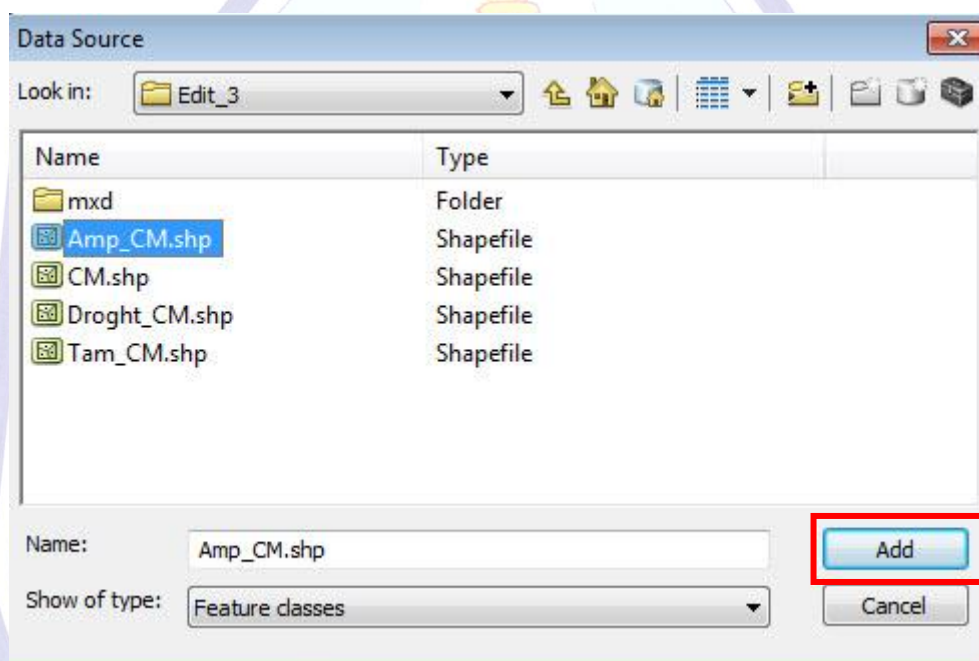 Data Source
Look in: Edit_3
Name Type
mxd Folder
Amp_CM.shp Shapefile
CM.shp Shapefile
Droght_CM.shp Shapefile
Tam_CM.shp Shapefile
Name: Amp_CM.shp Add
Show of type: Feature classes Cancel